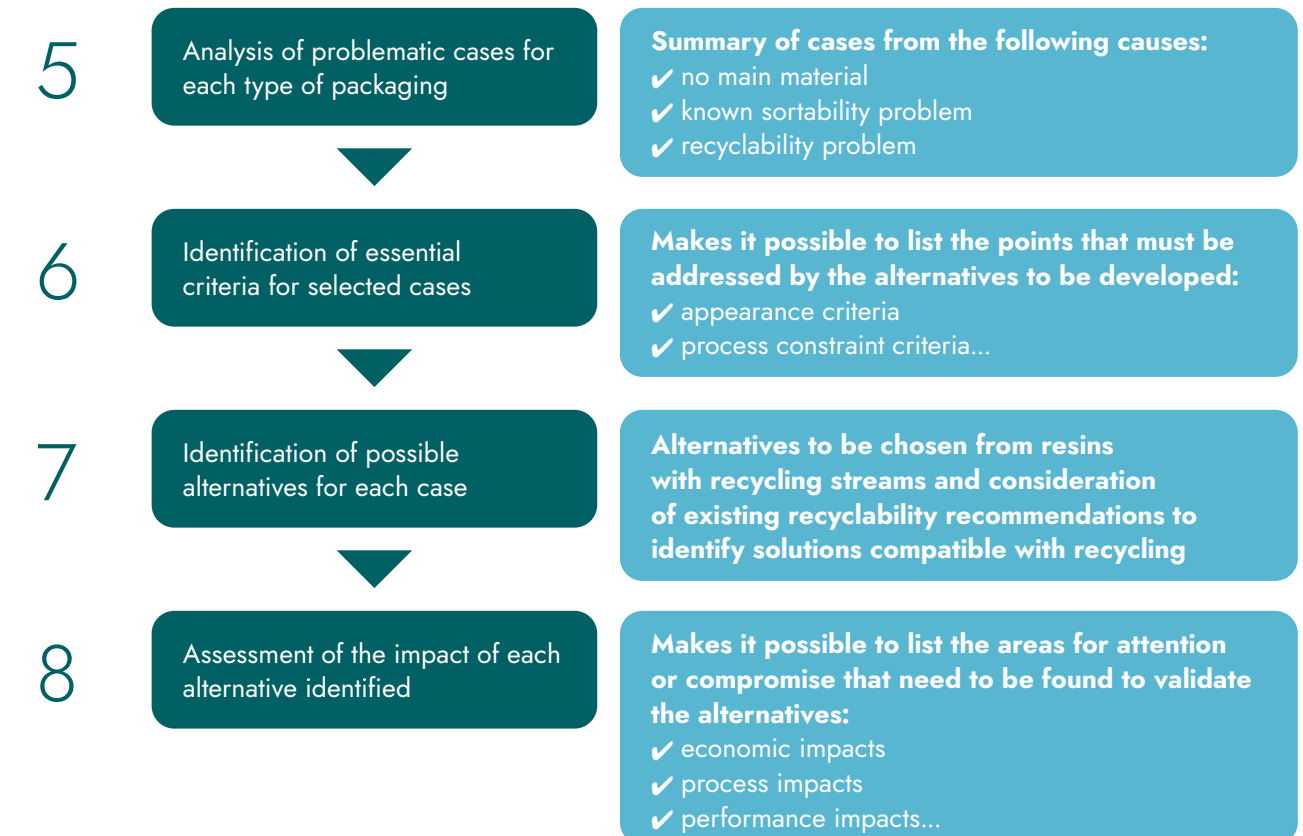 5
Analysis of problematic cases for
each type of packaging
Summary of cases from the following causes:
✔ no main material
✔ known sortability problem
✔ recyclability problem
6
Identification of essential
criteria for selected cases
Makes it possible to list the points that must be
addressed by the alternatives to be developed:
✔ appearance criteria
✔ process constraint criteria...
7
Identification of possible
alternatives for each case
Alternatives to be chosen from resins
with recycling streams and consideration
of existing recyclability recommendations to
identify solutions compatible with recycling
8
Assessment of the impact of each
alternative identified
Makes it possible to list the areas for attention
or compromise that need to be found to validate
the alternatives:
✔ economic impacts
✔ process impacts
✔ performance impacts...